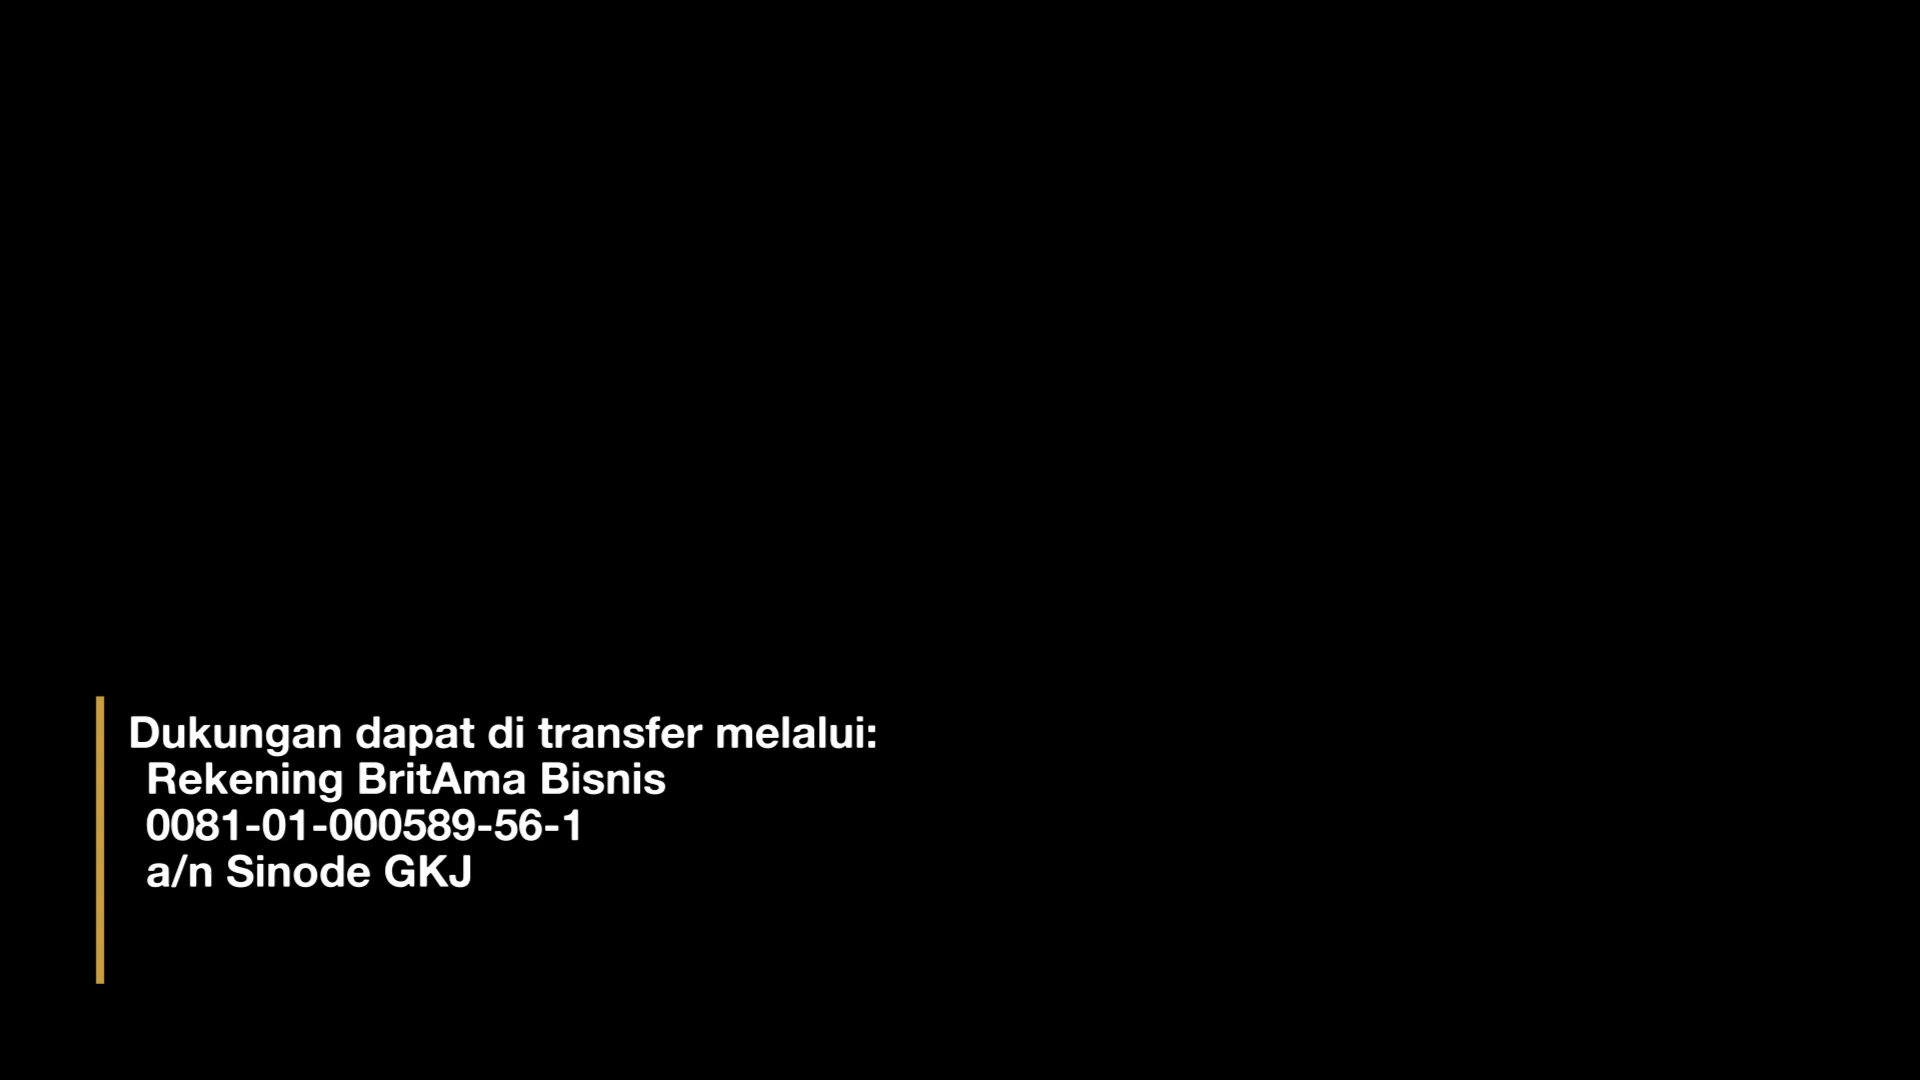 Dukungan dapat di transfer melalui:
Rekening BritAma Bisnis
0081-01-000589-56-1
a/n Sinode GKJ